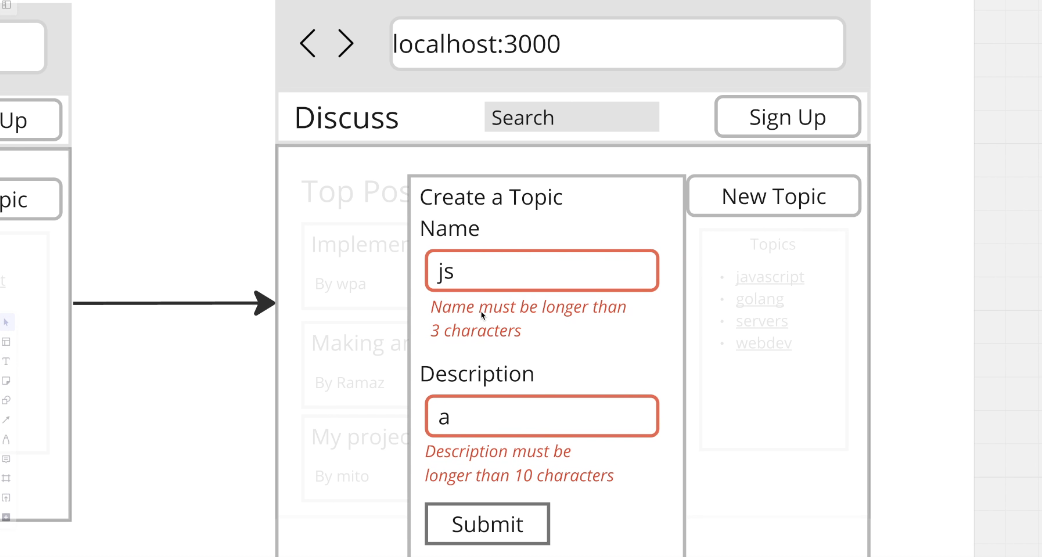 localhost:3000
Up
Discuss
Search
Sign Up
pic
Top Pos
Create a Topic
New Topic
Name
Implemen
js
Topics
By wpa
javascript
Name must be longer than
golang
3 characters
servers
Making an
webdev
By Ramaz
Description
a
My projec
Description must be
By mito
longer than 10 characters
Submit